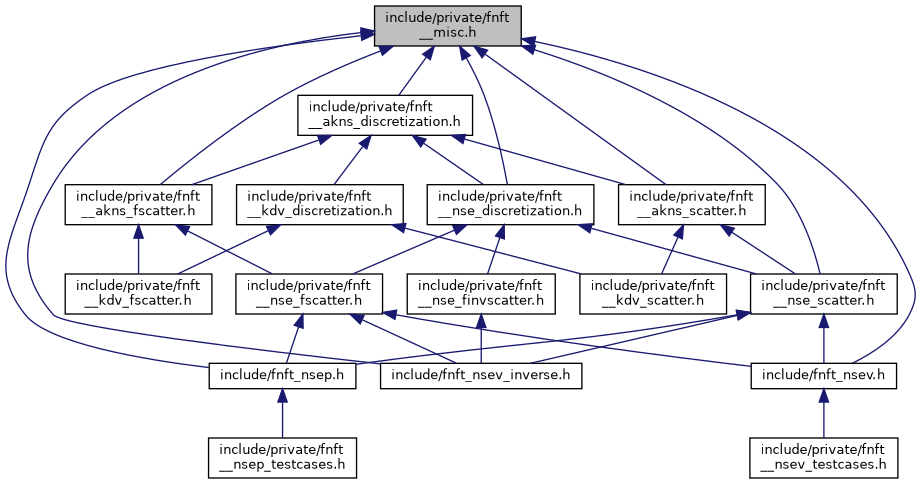 include/private/fnft
__misc.h
include/private/fnft
__akns_discretization.h
include/private/fnft
__akns_fscatter.h
include/private/fnft
__kdv_discretization.h
include/private/fnft
__nse_discretization.h
include/private/fnft
__akns_scatter.h
include/private/fnft
__kdv_fscatter.h
include/private/fnft
__nse_fscatter.h
include/private/fnft
__nse_finvscatter.h
include/private/fnft
__kdv_scatter.h
include/private/fnft
__nse_scatter.h
include/fnft_nsep.h
include/fnft_nsev_inverse.h
include/fnft_nsev.h
include/private/fnft
__nsep_testcases.h
include/private/fnft
__nsev_testcases.h